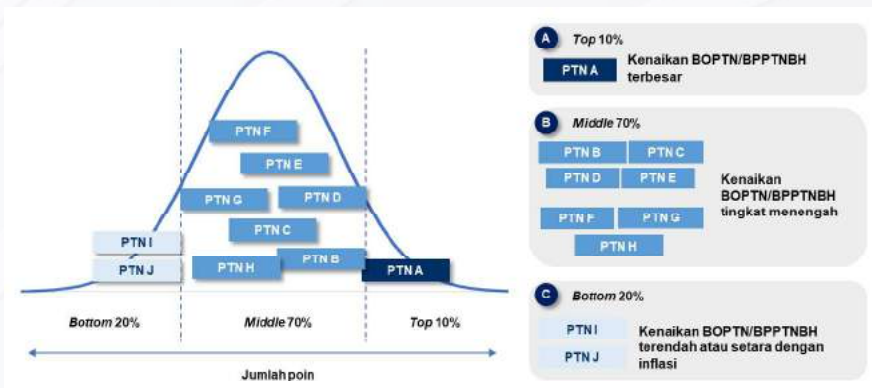 PTN F
PTN E
PTN G
PTN D
PTN C
PTN I
PTN J
PTN H
PTN B
PTN A
Bottom 20%
Middle 70%
Top 10%
Jumlah poin
A
Top 10%
PTN A
Kenaikan BOPTN/BPPTNBH
terbesar
B
Middle 70%
PTN B
PTN C
PTN D
PTN E
PTN F
PTN G
PTN H
Kenaikan
BOPTN/BPPTNBH
tingkat menengah
C
Bottom 20%
PTN I
PTN J
Kenaikan BOPTN/BPPTNBH
terendah atau setara dengan
inflasi